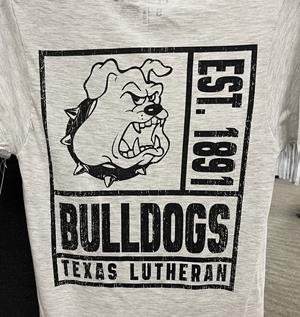 EST. 1891
BULLDOGS
TEXAS LUTHERAN